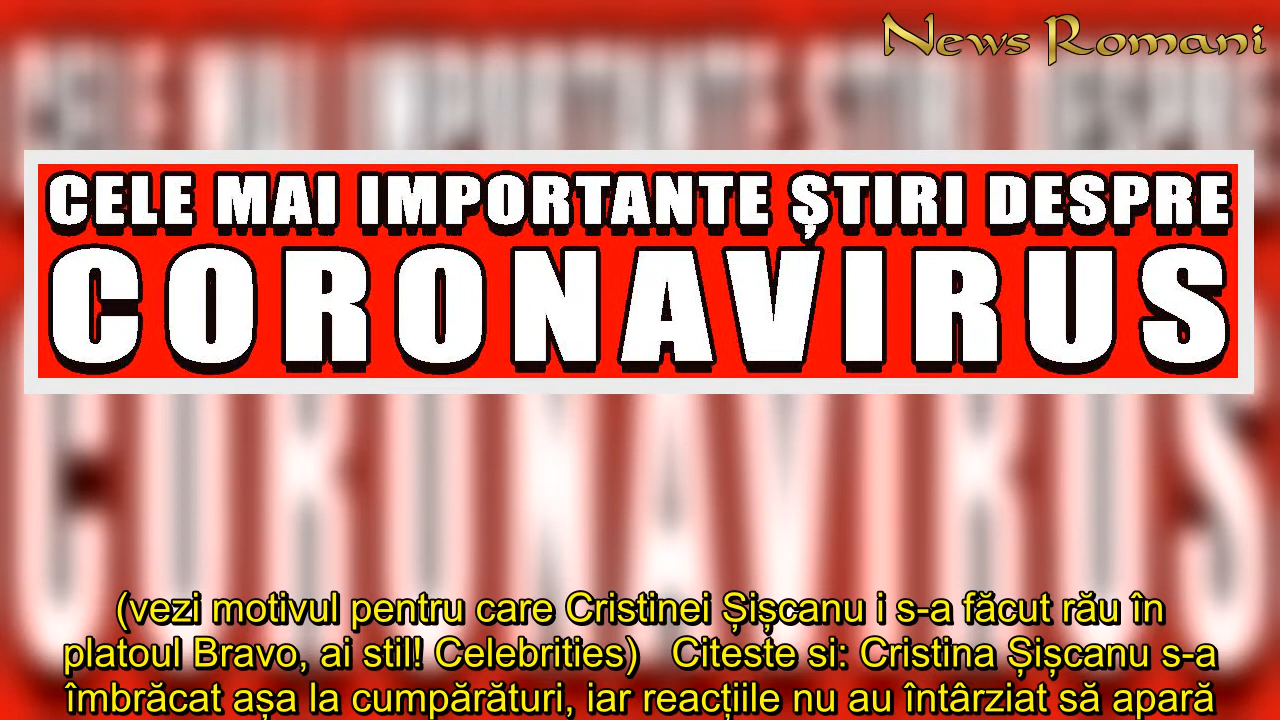 News Romani
CELE MAI IMPORTANTE ȘTIRI DESPRE
CORONAVIRUS
(vezi motivul pentru care Cristinei Șișcanu i s-a făcut rău în
platoul Bravo, ai stil! Celebrities)   Citeste si: Cristina Șișcanu s-a
îmbrăcat așa la cumpărături, iar reacțiile nu au întârziat să apară